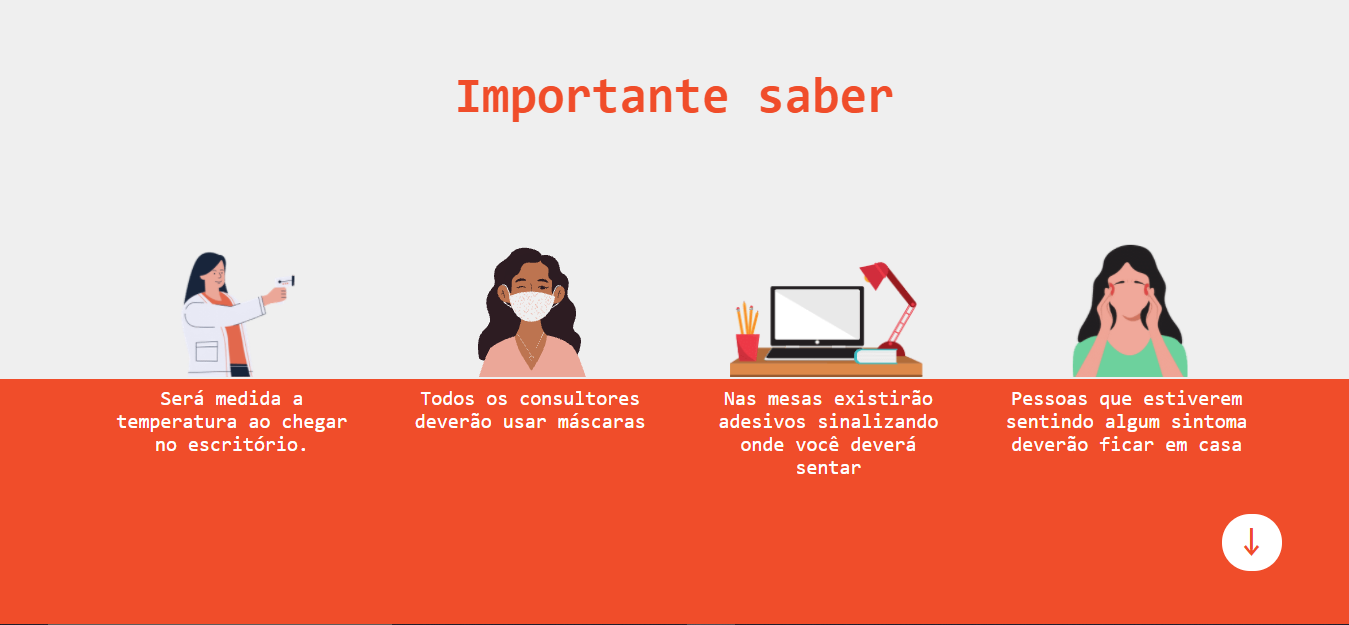 Importante saber
Será medida a
temperatura ao chegar
no escritório.
Todos os consultores
deverão usar máscaras
Nas mesas existirão
adesivos sinalizando
onde você deverá
sentar
Pessoas que estiverem
sentindo algum sintoma
deverão ficar em casa